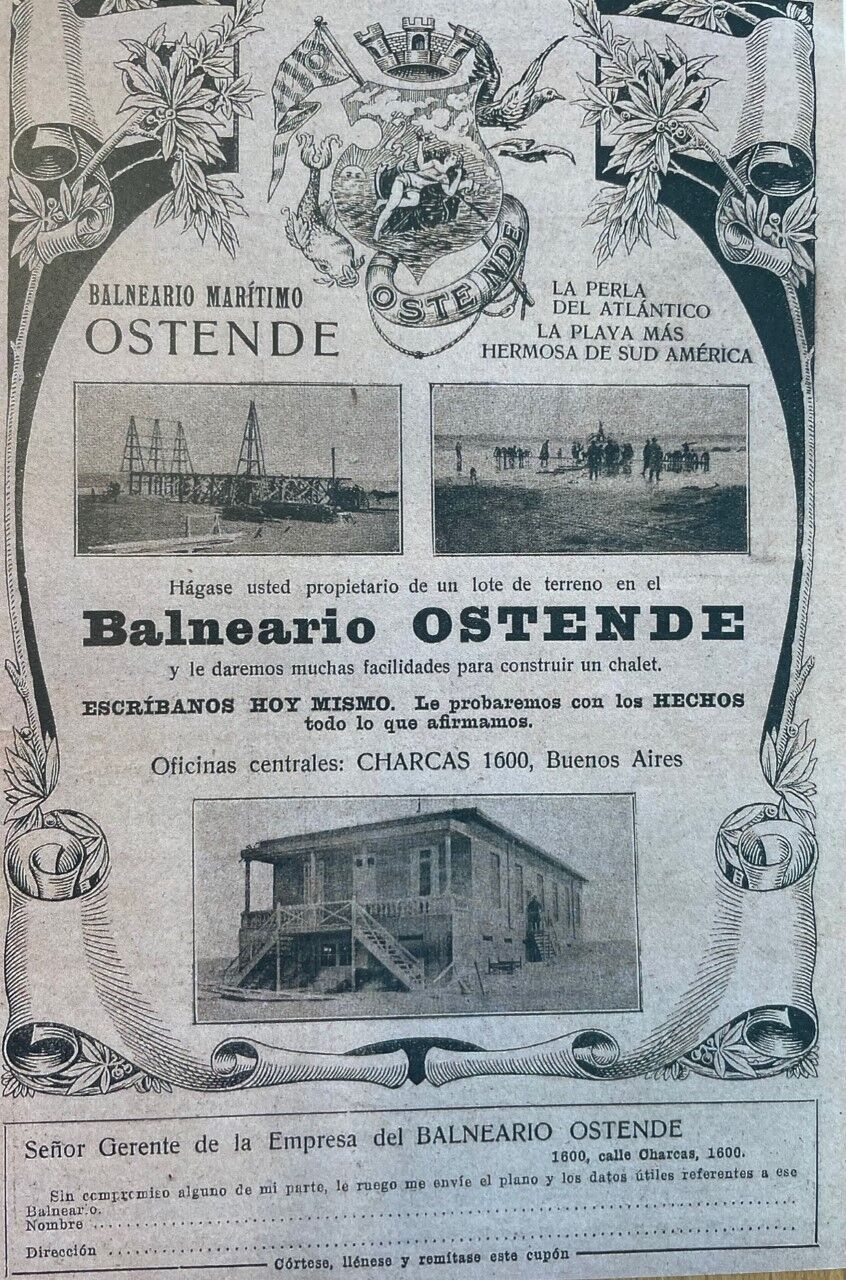 OSTENDE
BALNEARIO MARÍTIMO
OSTENDE
LA PERLA
DEL ATLÁNTICO
LA PLAYA MÁS
HERMOSA DE SUD AMÉRICA
Hágase usted propietario de un lote de terreno en el
Balneario OSTENDE
y le daremos muchas facilidades para construir un chalet.
ESCRÍBANOS HOY MISMO. Le probaremos con los HECHOS
todo lo que afirmamos.
Oficinas centrales: CHARCAS 1600, Buenos Aires
Señor Gerente de la Empresa del BALNEARIO OSTENDE
1600, calle Charcas, 1600.
Sin compromiso alguno de mi parte, le ruego me envíe el plano y los datos útiles referentes a ese
Balneario.
Nombre
Dirección
Córtese, llénese y remítase este cupón